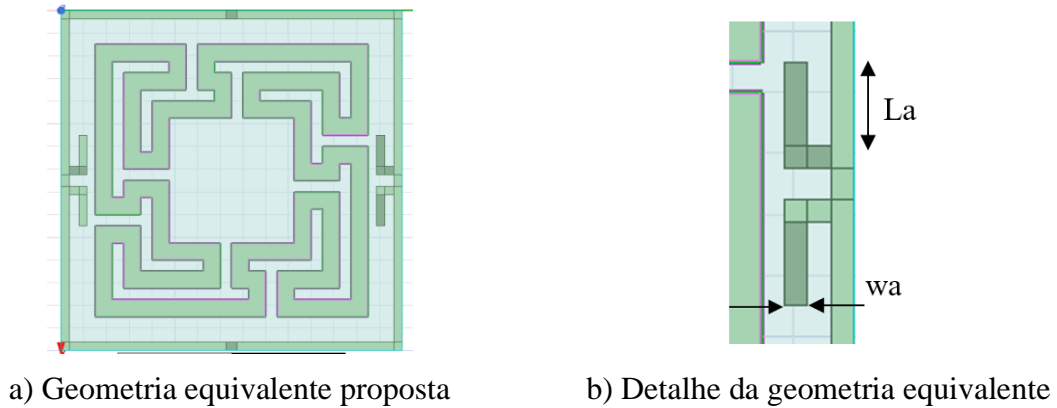 La
wa
a) Geometria equivalente proposta
b) Detalhe da geometria equivalente